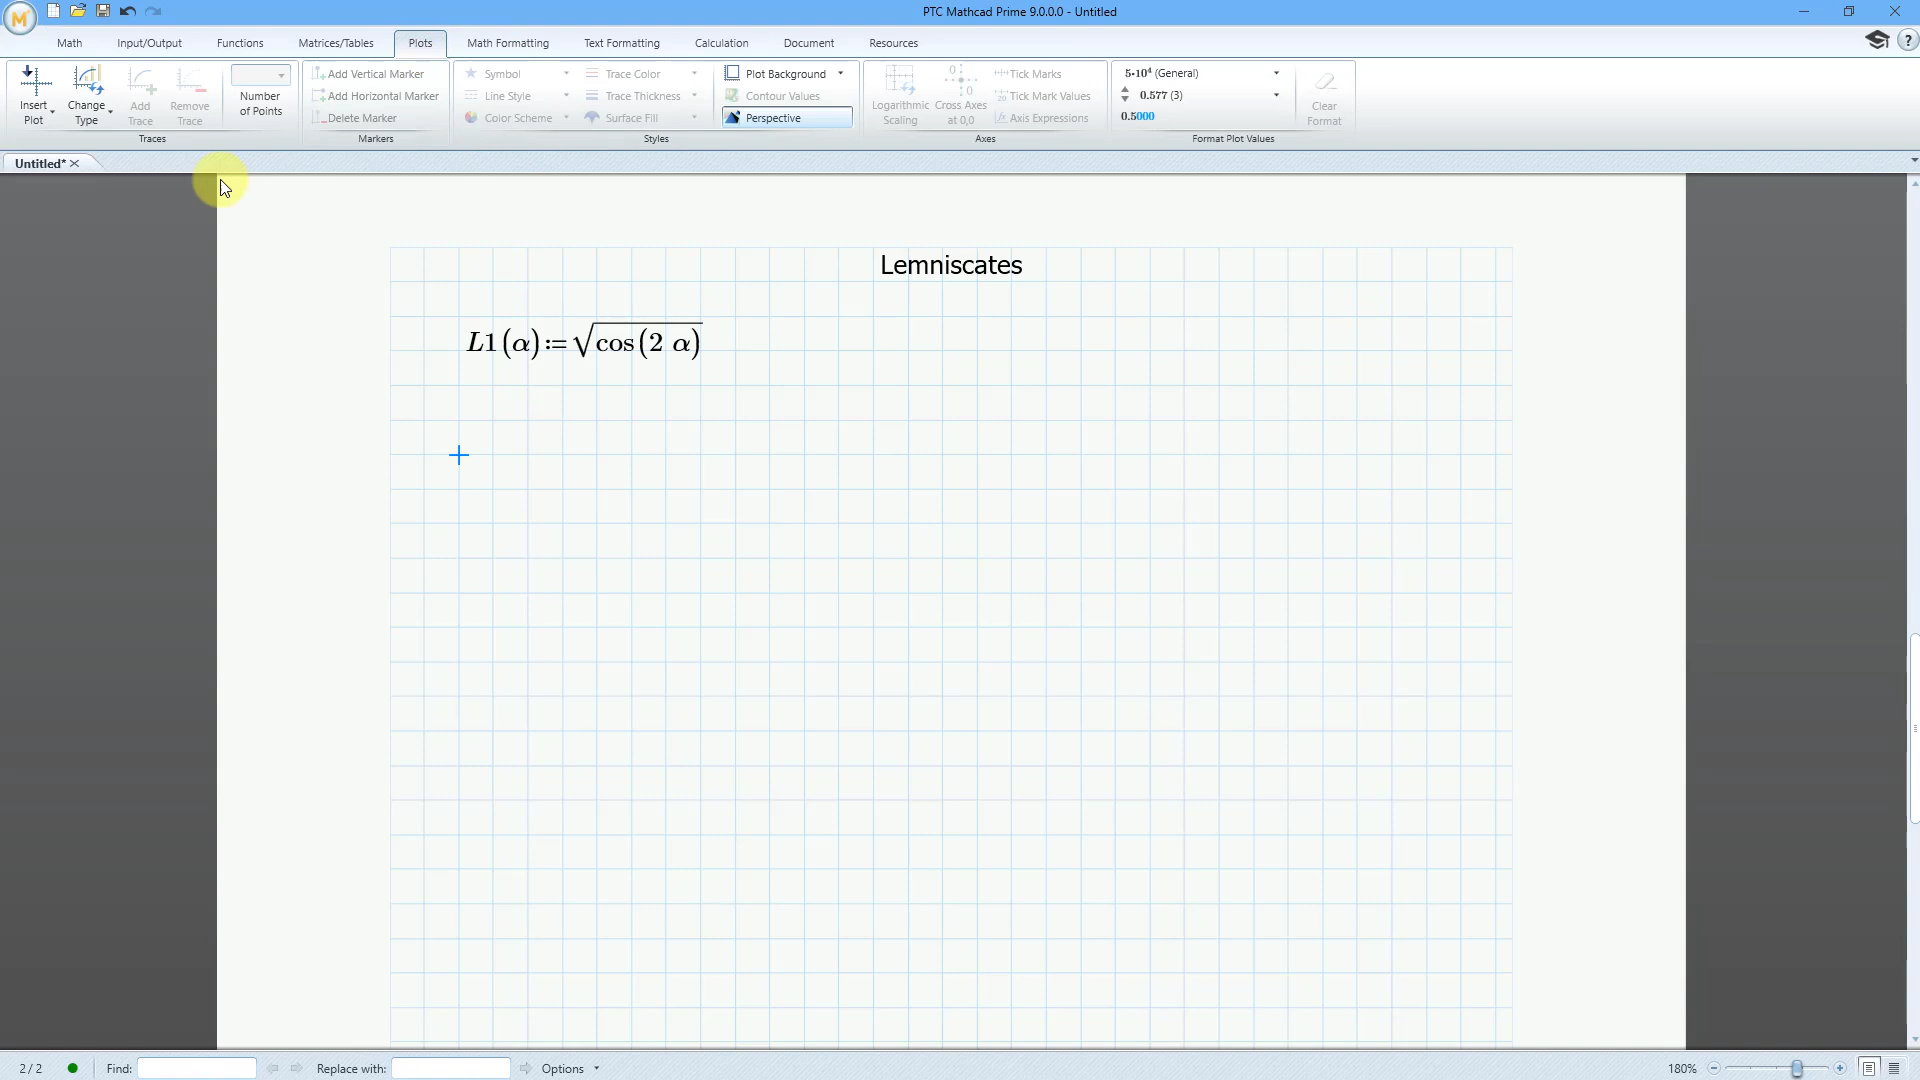 PTC Mathcad Prime 9.0.0.0 - Untitled
Math Input/Output Functions Matrices/Tables Plots Math Formatting Text Formatting Calculation Document Resources
Insert Plot
Change Type
Add Trace
Remove Trace
Number of Points
Traces
Add Vertical Marker
Add Horizontal Marker
Delete Marker
Markers
Symbol
Line Style
Color Scheme
Trace Color
Trace Thickness
Surface Fill
Plot Background
Contour Values
Perspective
Styles
Logarithmic Scaling
Cross Axes at 0,0
Tick Marks
Tick Mark Values
Axis Expressions
Axes
5•10⁴ (General)
0.577 (3)
0.5000
Clear Format
Format Plot Values
Untitled*
Lemniscates
L1(α):=√cos(2 α)
2 / 2 Find: Replace with: Options 180%